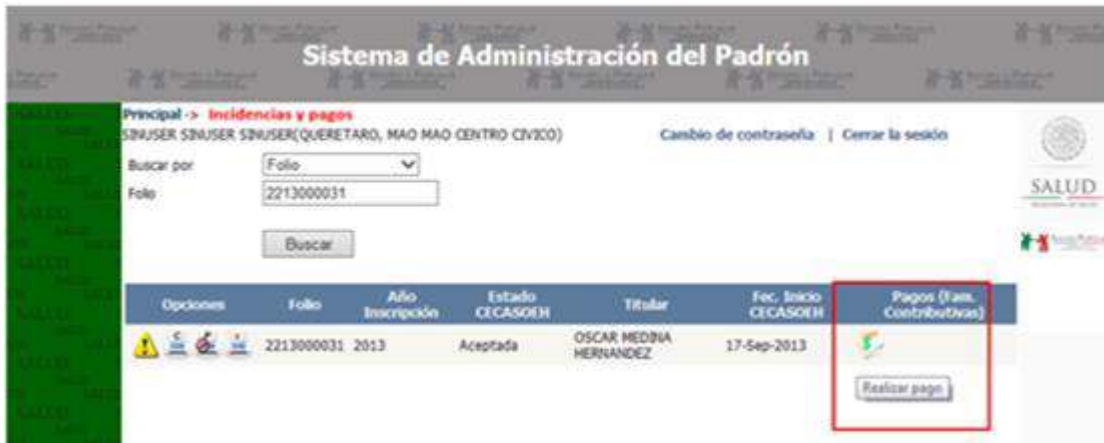 Sistema de Administración del Padrón
Principal -> Incidencias y pagos
SINUSER SINUSER SINUSER(QUERETARO, MAO MAO CENTRO CIVICO)
Cambio de contraseña | Cerrar la sesión
Buscar por Folio
Folio 2213000031
Buscar
SALUD
Opciones Folio Año Inscripción Estado CECASOEH Titular Fec. Inicio CECASOEH Pagos (Fam. Contributivas)
2213000031 2013 Aceptada OSCAR MEDINA HERNANDEZ 17-Sep-2013
Realizar pago